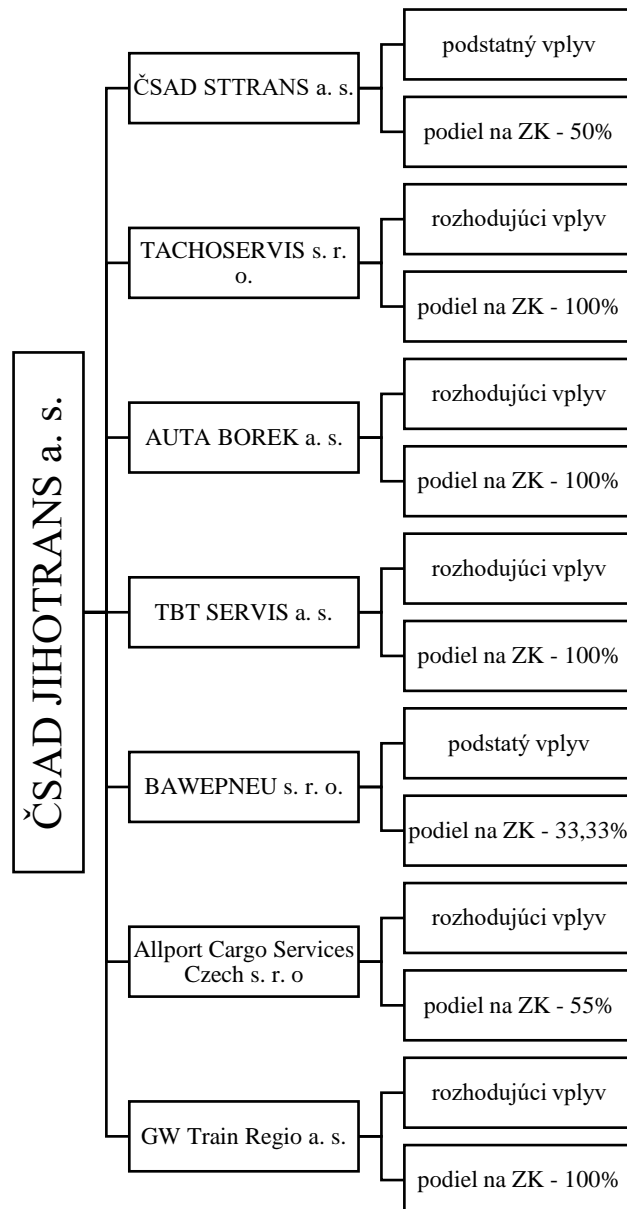 ČSAD JIHOTRANS a. s.
ČSAD STTRANS a. s.
podstatný vplyv
podiel na ZK - 50%
TACHOSERVIS s. r.
o.
rozhodujúci vplyv
podiel na ZK - 100%
AUTA BOREK a. s.
rozhodujúci vplyv
podiel na ZK - 100%
TBT SERVIS a. s.
rozhodujúci vplyv
podiel na ZK - 100%
BAWEPNEU s. r. o.
podstatý vplyv
podiel na ZK - 33,33%
Allport Cargo Services
Czech s. r. o
rozhodujúci vplyv
podiel na ZK - 55%
GW Train Regio a. s.
rozhodujúci vplyv
podiel na ZK - 100%